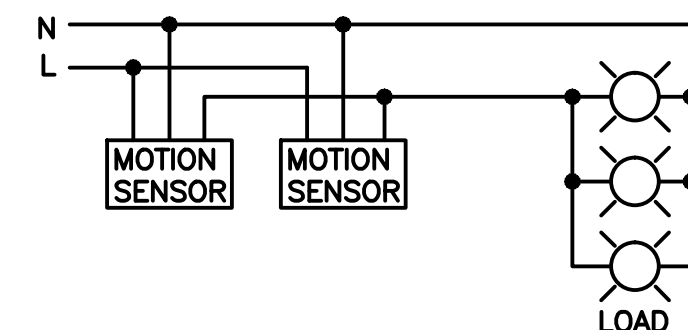 N
L
MOTION
SENSOR
MOTION
SENSOR
LOAD